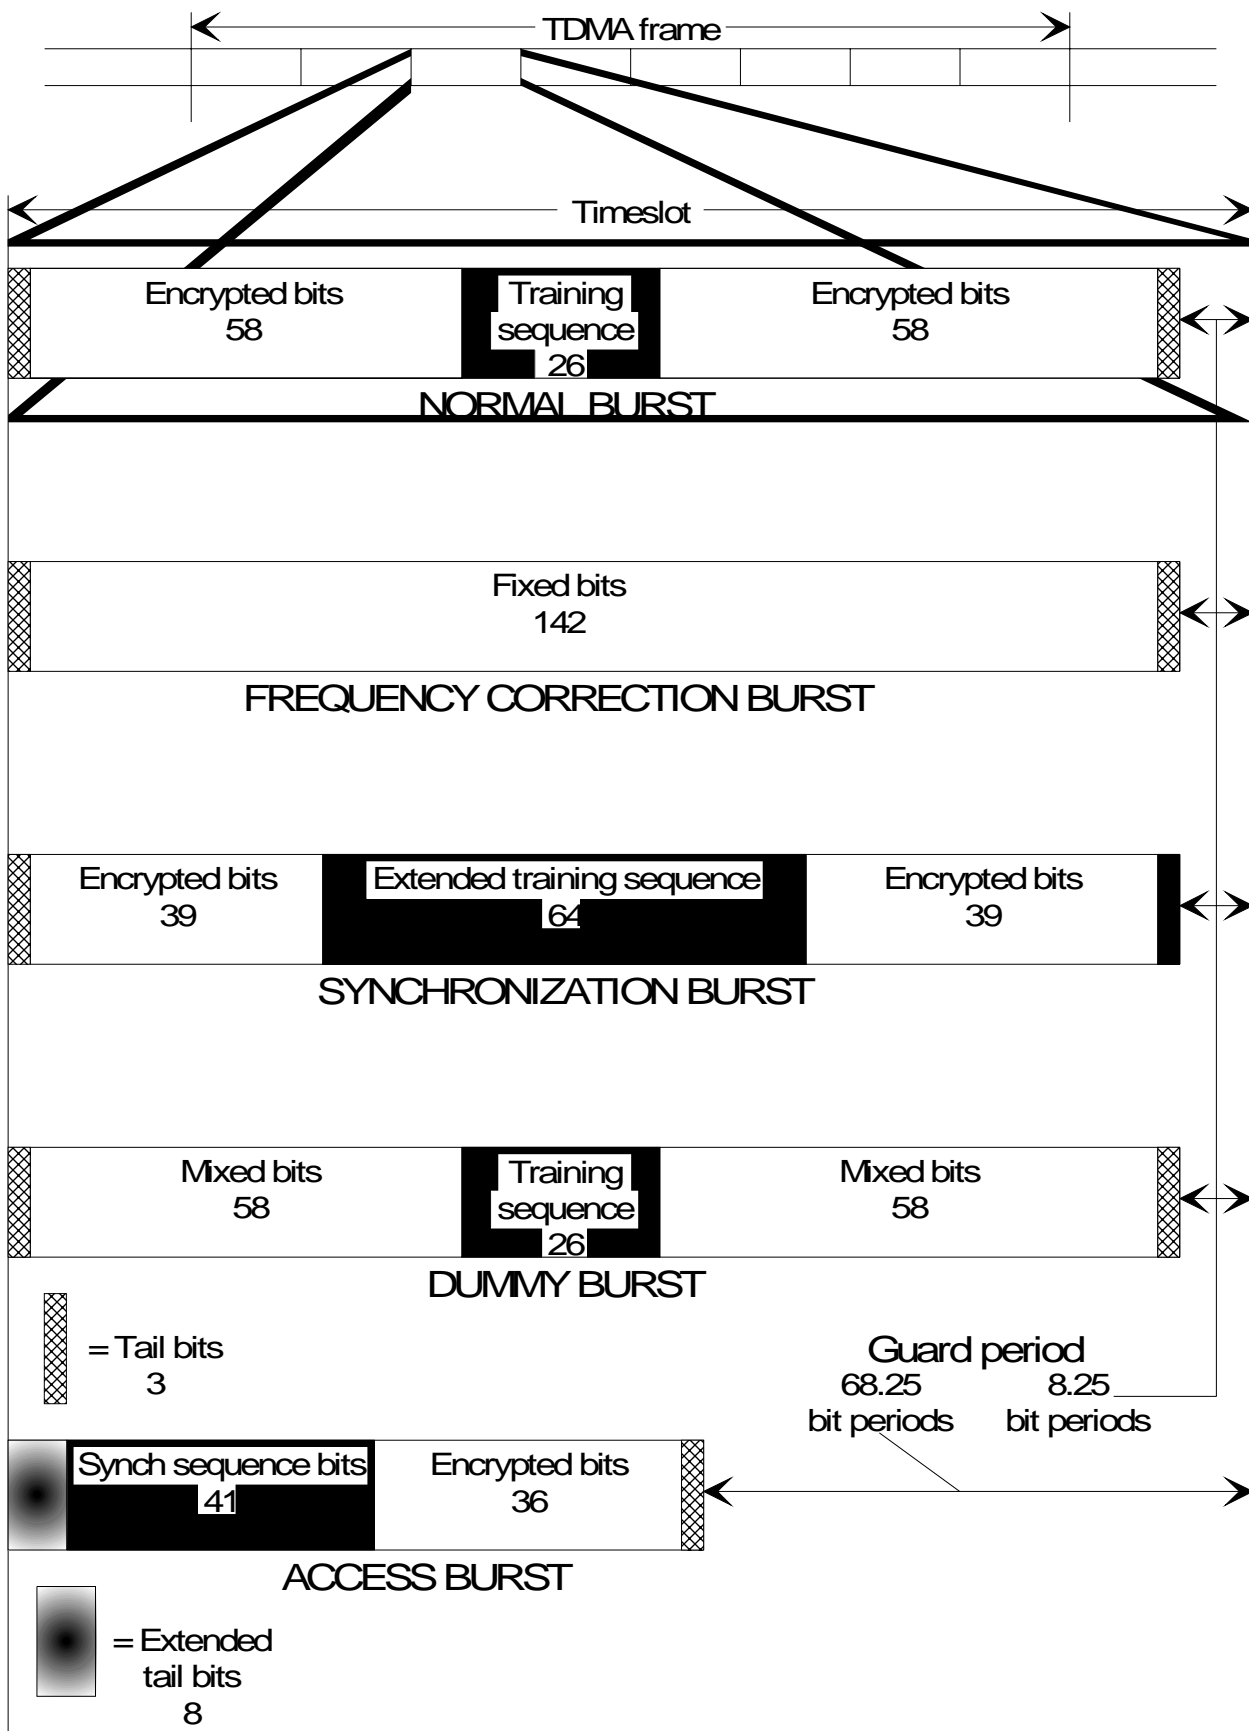 TDMA frame
Timeslot
Encrypted bits
58
Training
sequence
26
Encrypted bits
58
NORMAL BURST
Fixed bits
142
FREQUENCY CORRECTION BURST
Encrypted bits
39
Extended training sequence
64
Encrypted bits
39
SYNCHRONIZATION BURST
Mixed bits
58
Training
sequence
26
Mixed bits
58
DUMMY BURST
= Tail bits
3
Guard period
68.25
bit periods
8.25
bit periods
Synch sequence bits
41
Encrypted bits
36
ACCESS BURST
= Extended
tail bits
8